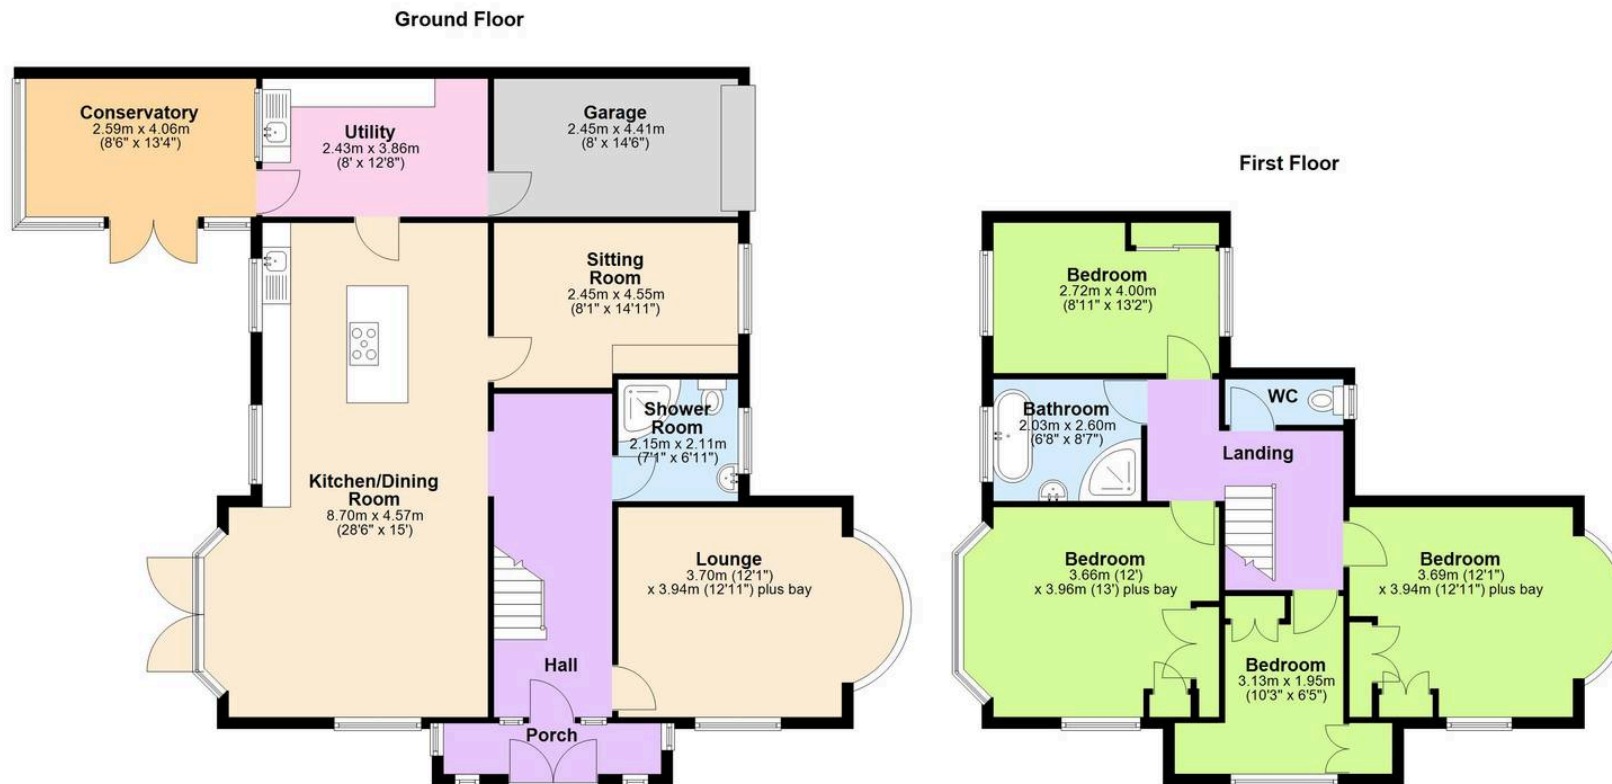 Ground Floor
Conservatory
2.59m x 4.06m
(8'6" x 13'4")
Utility
2.43m x 3.86m
(8' x 12'8")
Garage
2.45m x 4.41m
(8' x 14'6")
Sitting
Room
2.45m x 4.55m
(8'1" x 14'11")
Shower
Room
2.15m x 2.11m
(7'1" x 6'11")
Kitchen/Dining
Room
8.70m x 4.57m
(28'6" x 15')
Lounge
3.70m (12'1")
x 3.94m (12'11") plus bay
Hall
Porch
First Floor
Bedroom
2.72m x 4.00m
(8'11" x 13'2")
Bathroom
2.03m x 2.60m
(6'8" x 8'7")
WC
Landing
Bedroom
3.66m (12')
x 3.96m (13') plus bay
Bedroom
3.69m (12'1")
x 3.94m (12'11") plus bay
Bedroom
3.13m x 1.95m
(10'3" x 6'5")